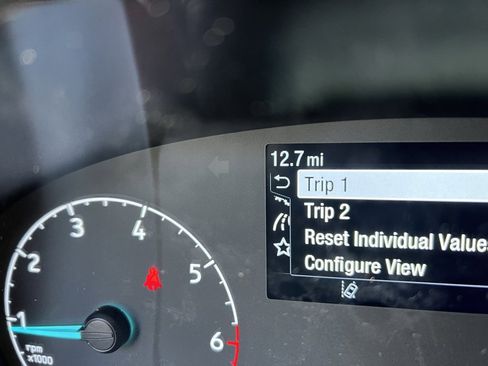 12.7 mi
Trip 1
Trip 2
Reset Individual Values
Configure View
1
2
3
4
5
6
rpm
x1000